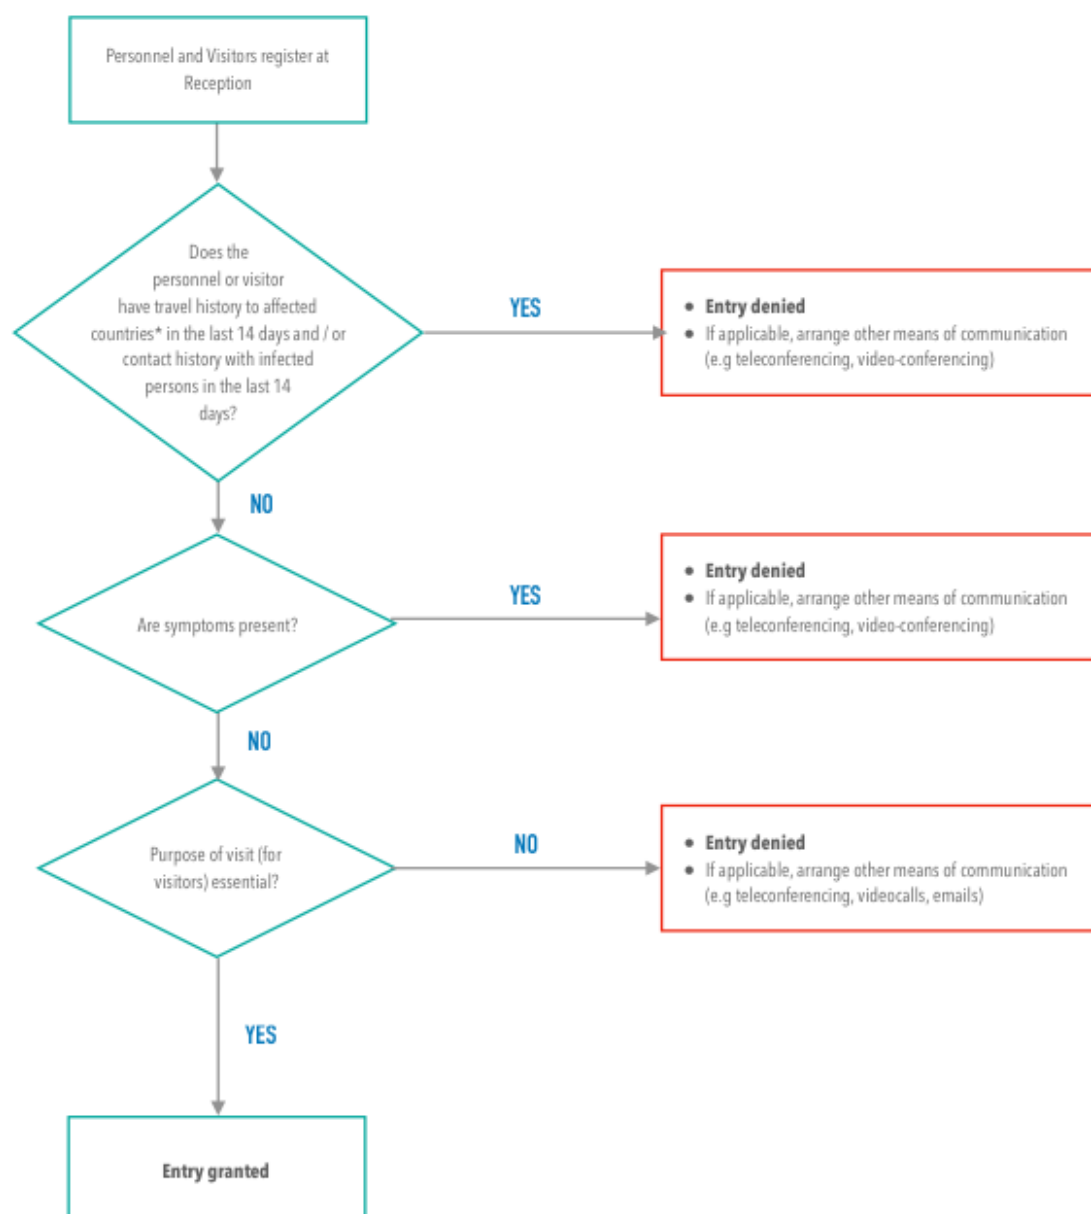 Personnel and Visitors register at
Reception
Does the
personnel or visitor
have travel history to affected
countries* in the last 14 days and / or
contact history with infected
persons in the last 14
days?
YES
● Entry denied
● If applicable, arrange other means of communication
(e.g teleconferencing, video-conferencing)
NO
Are symptoms present?
YES
● Entry denied
● If applicable, arrange other means of communication
(e.g teleconferencing, video-conferencing)
NO
Purpose of visit (for
visitors) essential?
NO
● Entry denied
● If applicable, arrange other means of communication
(e.g teleconferencing, videocalls, emails)
YES
Entry granted